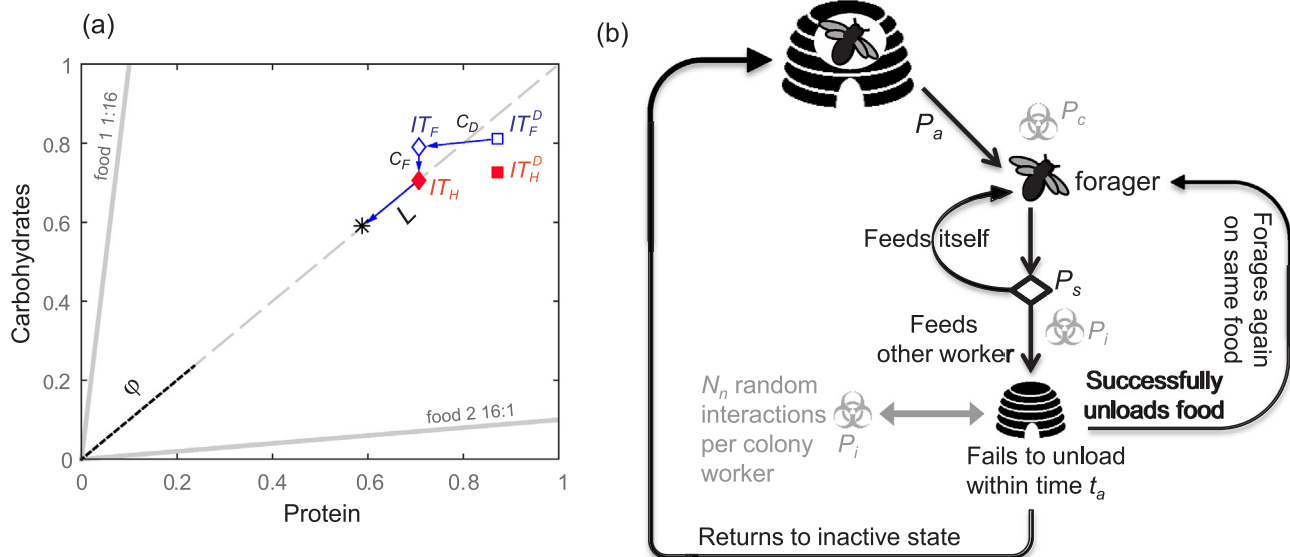 (a)
1
0.8
0.6
0.4
0.2
0
0
0.2
0.4
0.6
0.8
1
Carbohydrates
Protein
food 1 1:16
food 2 16:1
φ
L
IT_F
C_D
IT_F^D
C_F
IT_H
IT_H^D
(b)
P_a
P_c
forager
Feeds itself
P_s
Feeds
other worker
P_i
Forages again
on same food
N_n random
interactions
per colony
worker
P_i
Successfully
unloads food
Fails to unload
within time t_a
Returns to inactive state